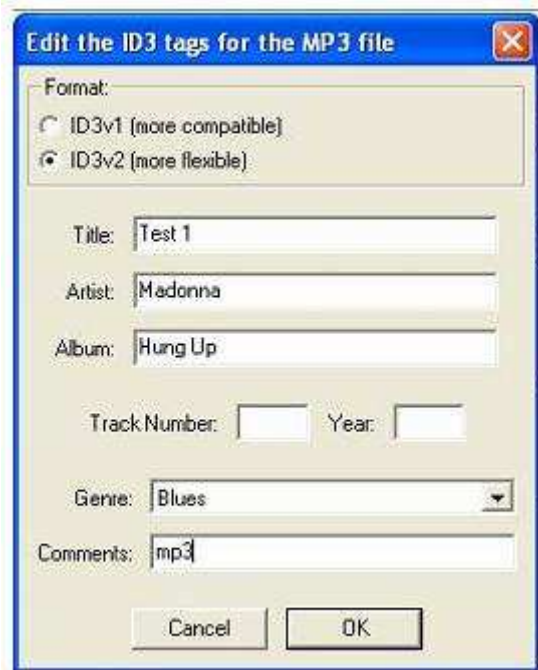 Edit the ID3 tags for the MP3 file
Format:
ID3v1 (more compatible)
ID3v2 (more flexible)
Title: Test 1
Artist: Madonna
Album: Hung Up
Track Number: Year:
Genre: Blues
Comments: mp3
Cancel OK